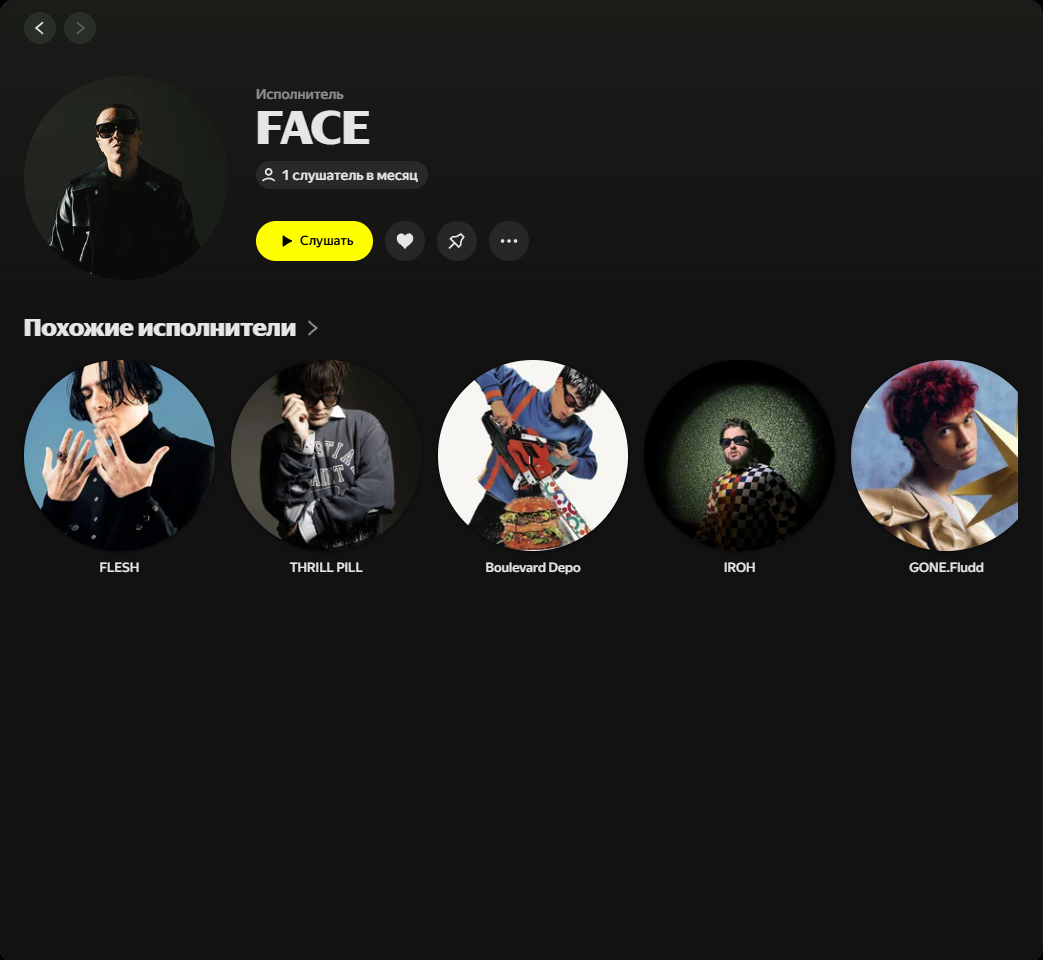 Исполнитель
FACE
1 слушатель в месяц
Слушать
Похожие исполнители
FLESH
THRILL PILL
Boulevard Depo
IROH
GONE.Fludd